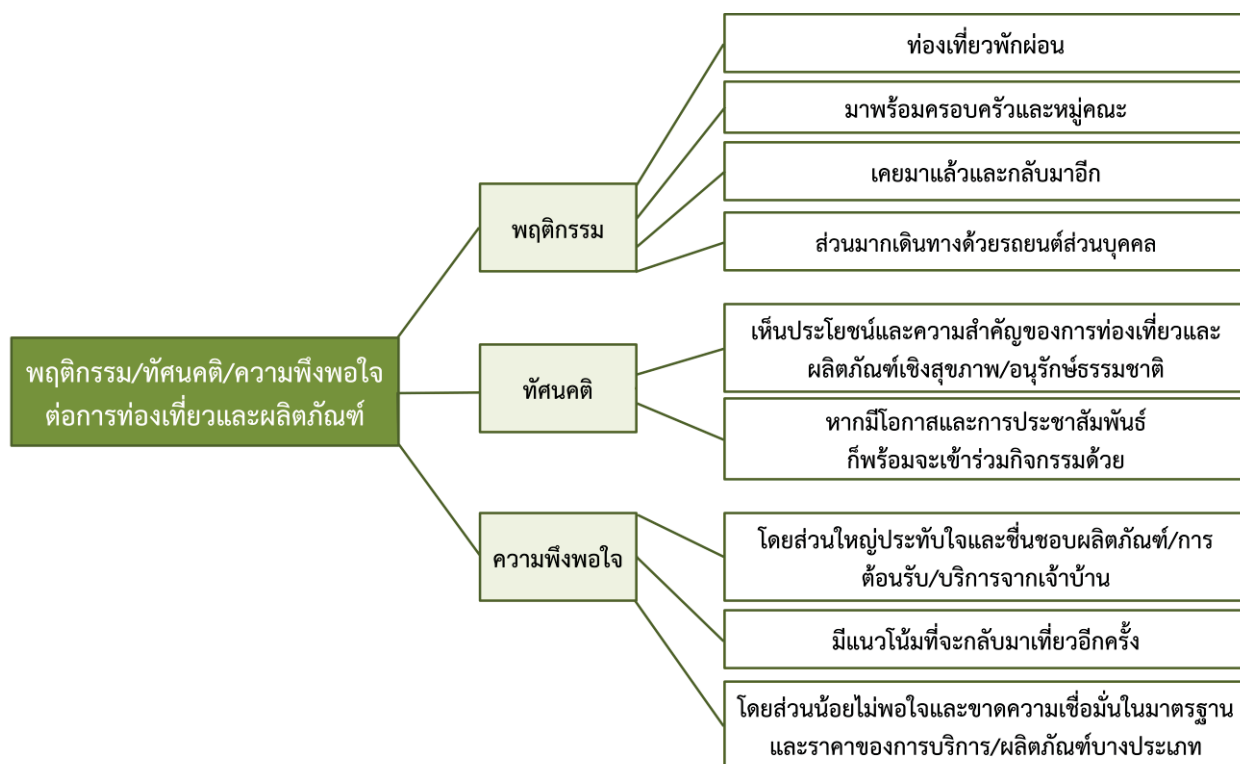 ท่องเที่ยวพักผ่อน
มาพร้อมครอบครัวและหมู่คณะ
เคยมาแล้วและกลับมาอีก
พฤติกรรม
ส่วนมากเดินทางด้วยรถยนต์ส่วนบุคคล
พฤติกรรม/ทัศนคติ/ความพึงพอใจ
ต่อการท่องเที่ยวและผลิตภัณฑ์
ทัศนคติ
เห็นประโยชน์และความสำคัญของการท่องเที่ยวและ
ผลิตภัณฑ์เชิงสุขภาพ/อนุรักษ์ธรรมชาติ
หากมีโอกาสและการประชาสัมพันธ์
ก็พร้อมจะเข้าร่วมกิจกรรมด้วย
ความพึงพอใจ
โดยส่วนใหญ่ประทับใจและชื่นชอบผลิตภัณฑ์/การ
ต้อนรับ/บริการจากเจ้าบ้าน
มีแนวโน้มที่จะกลับมาเที่ยวอีกครั้ง
โดยส่วนน้อยไม่พอใจและขาดความเชื่อมั่นในมาตรฐาน
และราคาของการบริการ/ผลิตภัณฑ์บางประเภท